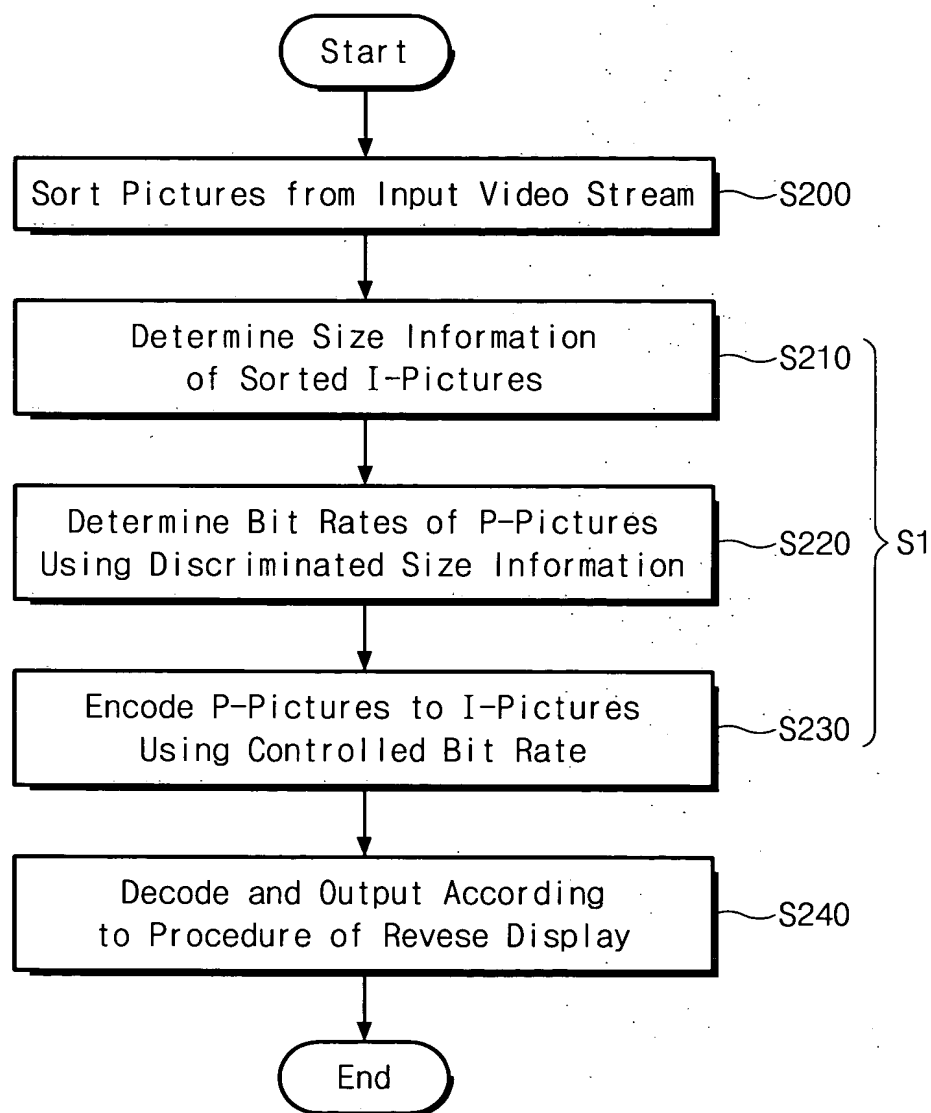 Start
Sort Pictures from Input Video Stream
S200
Determine Size Information
of Sorted I-Pictures
S210
Determine Bit Rates of P-Pictures
Using Discriminated Size Information
S220
S1
Encode P-Pictures to I-Pictures
Using Controlled Bit Rate
S230
Decode and Output According
to Procedure of Revese Display
S240
End